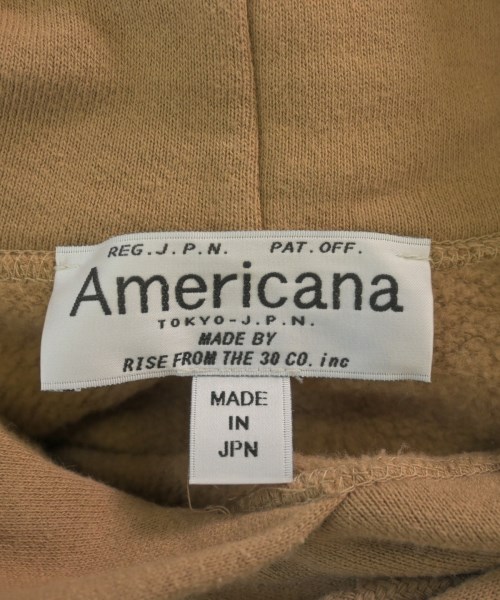 REG.J.P.N. PAT.OFF.
Americana
TOKYO-J.P.N.
MADE BY
RISE FROM THE 30 CO. inc
MADE
IN
JPN